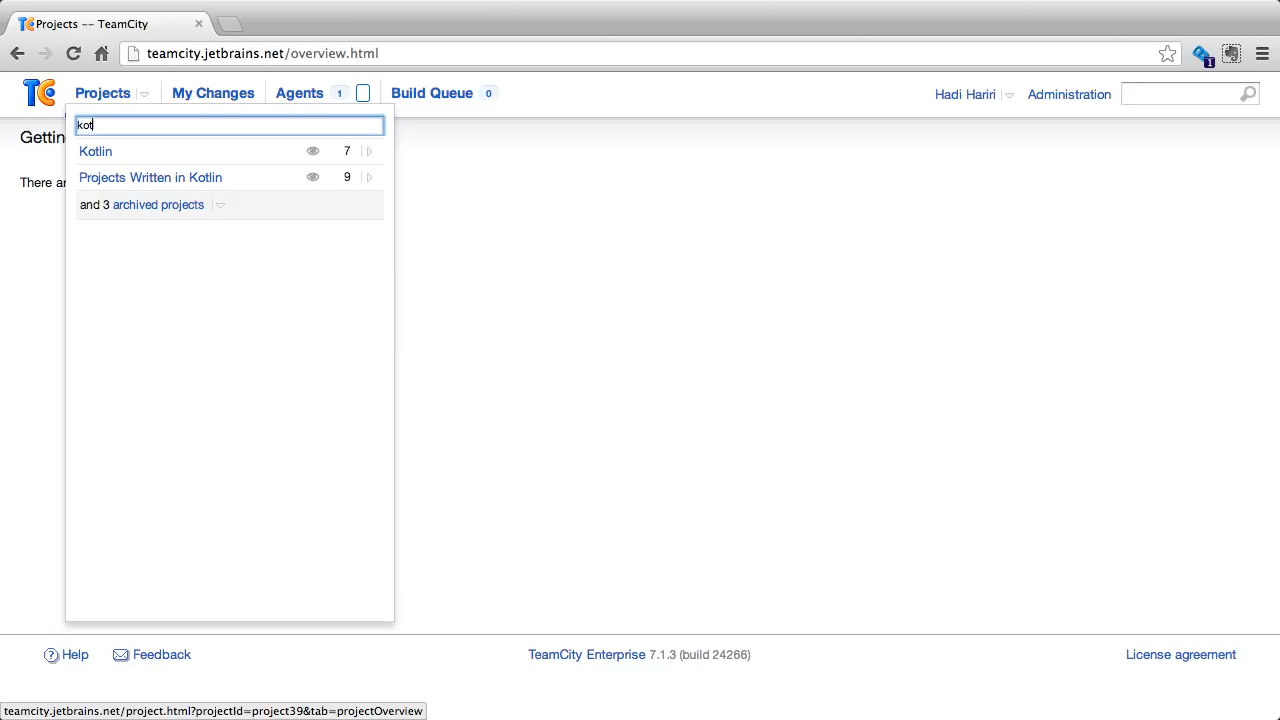 Projects -- TeamCity
teamcity.jetbrains.net/overview.html
TC Projects My Changes Agents 1 Build Queue 0 Hadi Hariri Administration
kot
Gettin
Kotlin 7
Projects Written in Kotlin 9
There ar
and 3 archived projects
Help Feedback TeamCity Enterprise 7.1.3 (build 24266) License agreement
teamcity.jetbrains.net/project.html?projectId=project39&tab=projectOverview